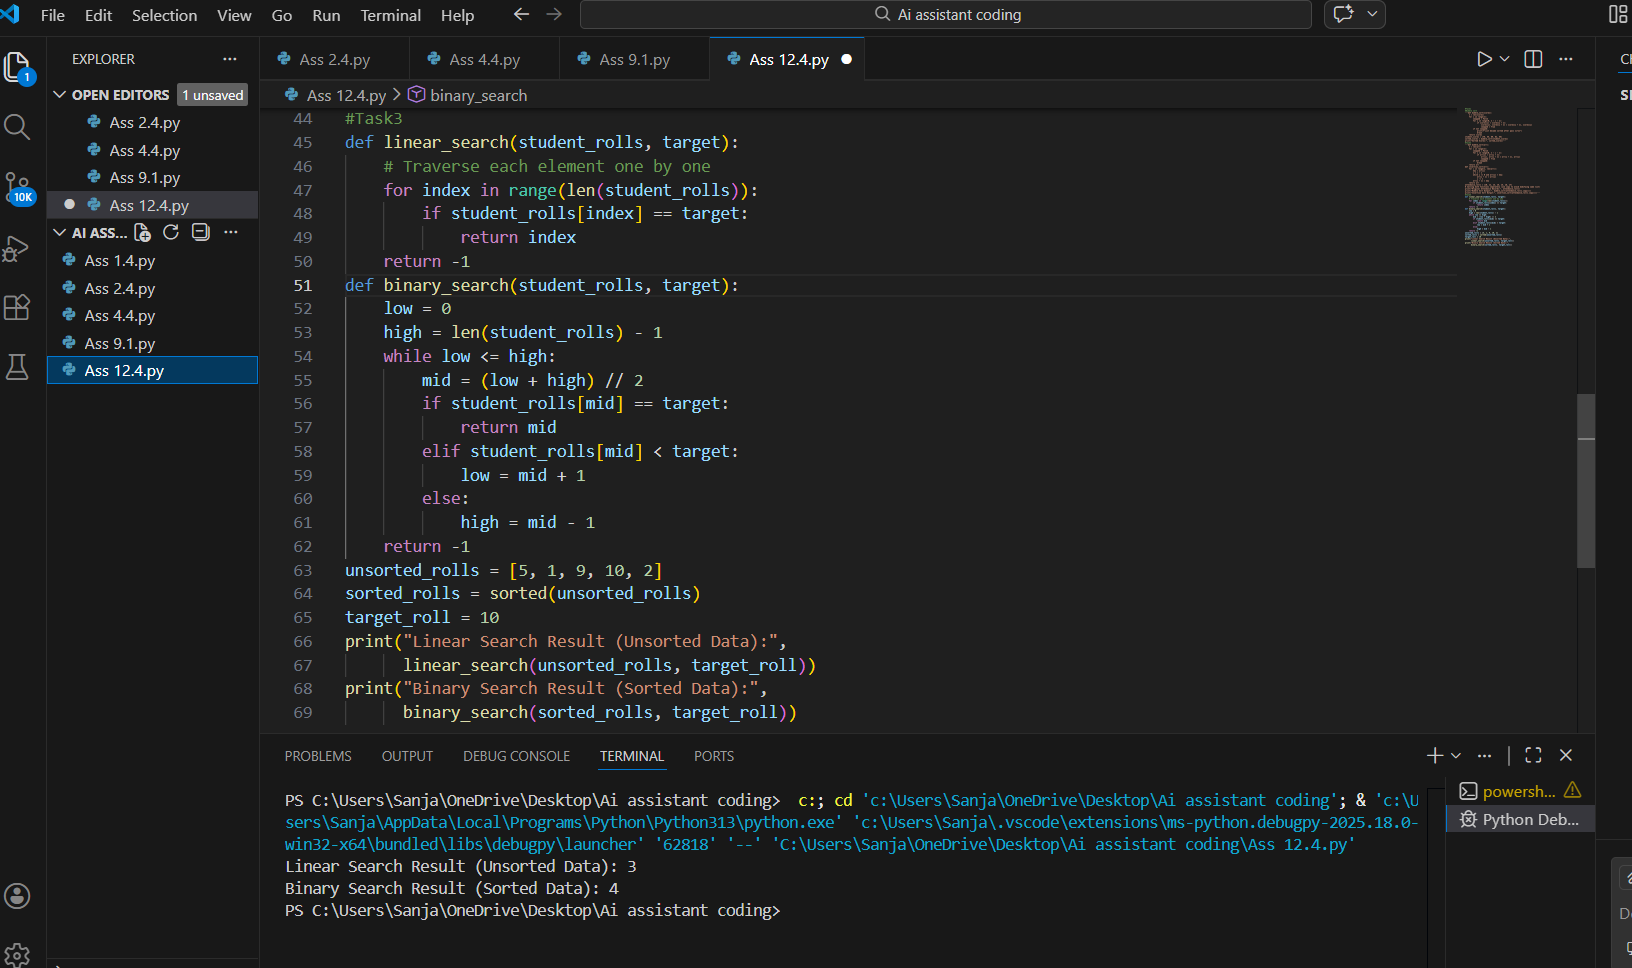 File Edit Selection View Go Run Terminal Help
Ai assistant coding
EXPLORER
1
OPEN EDITORS 1 unsaved
Ass 2.4.py
Ass 4.4.py
Ass 9.1.py
Ass 12.4.py
10K
AI ASS...
Ass 1.4.py
Ass 2.4.py
Ass 4.4.py
Ass 9.1.py
Ass 12.4.py
Ass 2.4.py Ass 4.4.py Ass 9.1.py Ass 12.4.py
Ass 12.4.py > binary_search
44 #Task3
45 def linear_search(student_rolls, target):
46 # Traverse each element one by one
47 for index in range(len(student_rolls)):
48 if student_rolls[index] == target:
49 return index
50 return -1
51 def binary_search(student_rolls, target):
52 low = 0
53 high = len(student_rolls) - 1
54 while low <= high:
55 mid = (low + high) // 2
56 if student_rolls[mid] == target:
57 return mid
58 elif student_rolls[mid] < target:
59 low = mid + 1
60 else:
61 high = mid - 1
62 return -1
63 unsorted_rolls = [5, 1, 9, 10, 2]
64 sorted_rolls = sorted(unsorted_rolls)
65 target_roll = 10
66 print("Linear Search Result (Unsorted Data):",
67 linear_search(unsorted_rolls, target_roll))
68 print("Binary Search Result (Sorted Data):",
69 binary_search(sorted_rolls, target_roll))
PROBLEMS OUTPUT DEBUG CONSOLE TERMINAL PORTS
PS C:\Users\Sanja\OneDrive\Desktop\Ai assistant coding>  c:; cd 'c:\Users\Sanja\OneDrive\Desktop\Ai assistant coding'; & 'c:\U
sers\Sanja\AppData\Local\Programs\Python\Python313\python.exe' 'c:\Users\Sanja\.vscode\extensions\ms-python.debugpy-2025.18.0-
win32-x64\bundled\libs\debugpy\launcher' '62818' '--' 'C:\Users\Sanja\OneDrive\Desktop\Ai assistant coding\Ass 12.4.py'
Linear Search Result (Unsorted Data): 3
Binary Search Result (Sorted Data): 4
PS C:\Users\Sanja\OneDrive\Desktop\Ai assistant coding>
powersh...
Python Deb...